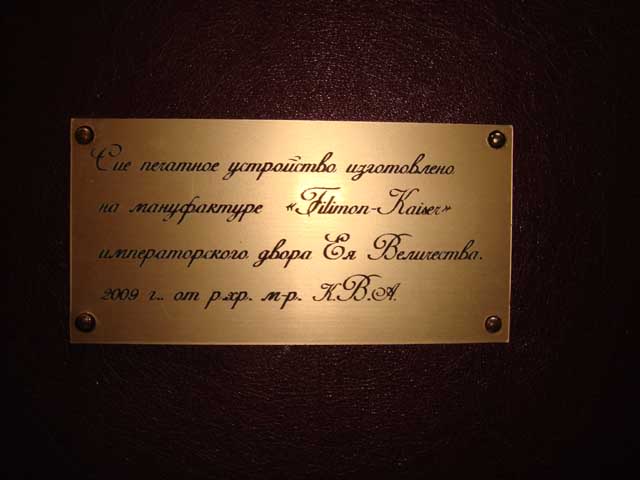 Сие печатное устройство изготовлено
на мануфактуре «Filimon-Kaiser»
императорского двора Ея Величества.
2009 г.. от р.хр. м-р. К.В.А.